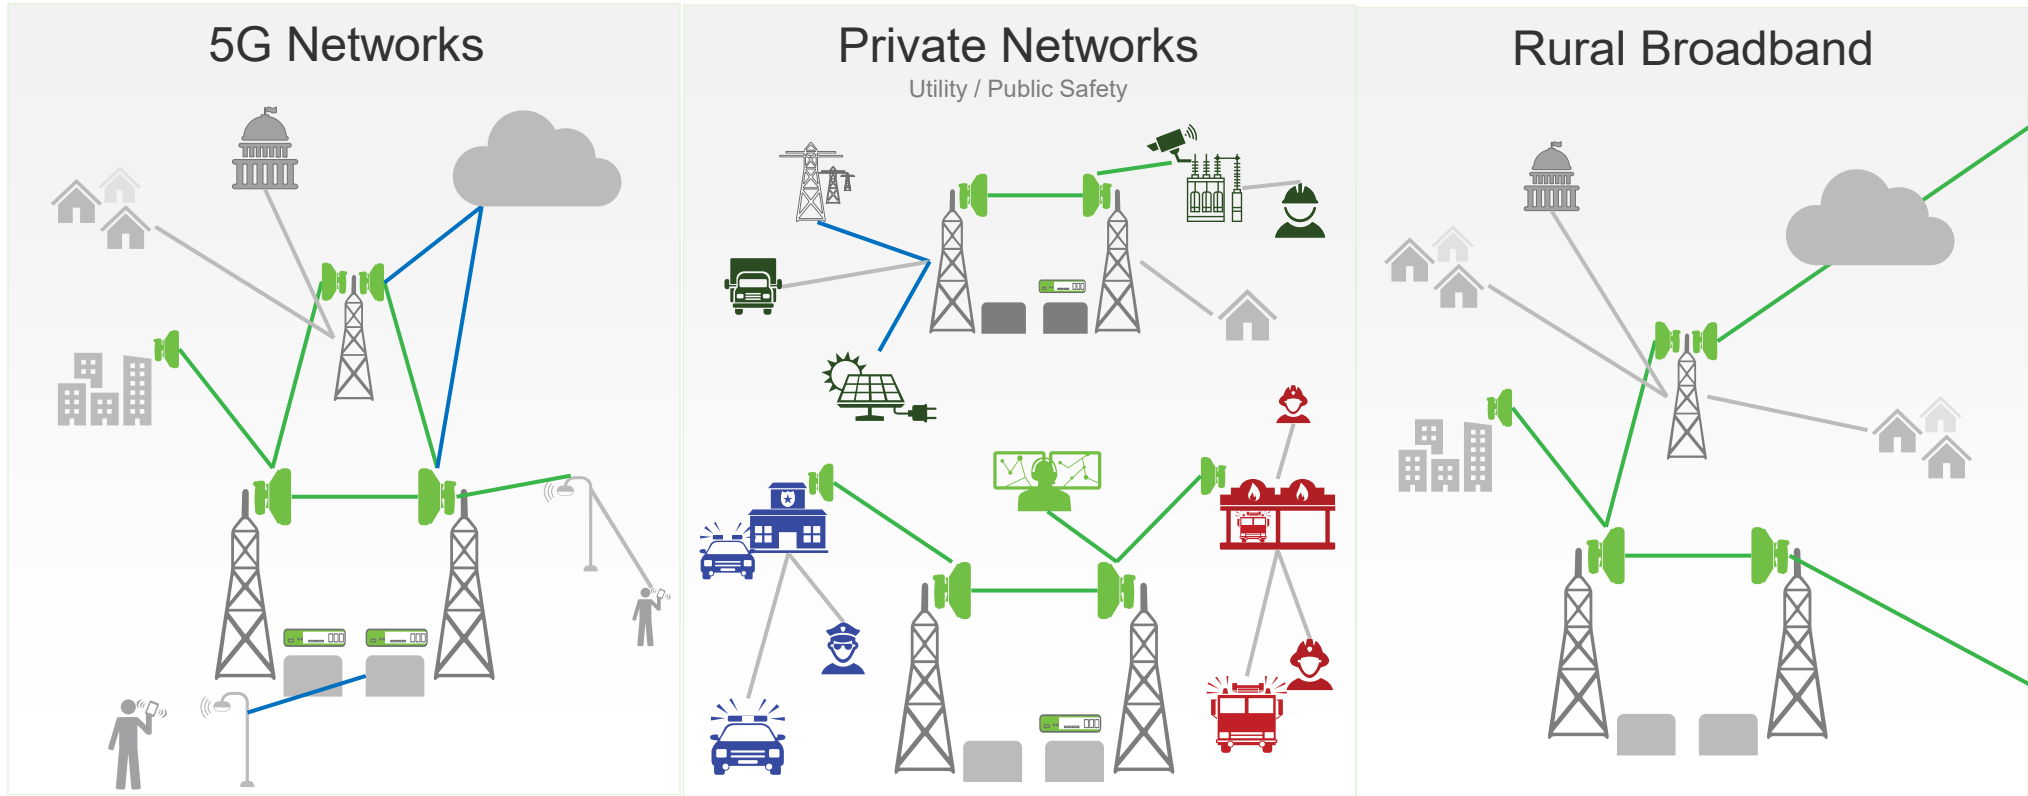 5G Networks
Private Networks
Utility / Public Safety
Rural Broadband